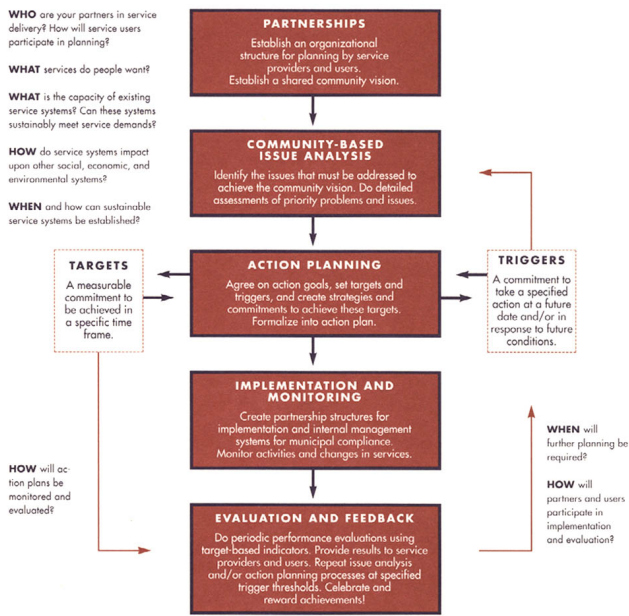 WHO are your partners in service
delivery? How will service users
participate in planning?
WHAT services do people want?
WHAT is the capacity of existing
service systems? Can these systems
sustainably meet service demands?
HOW do service systems impact
upon other social, economic, and
environmental systems?
WHEN and how can sustainable
service systems be established?
PARTNERSHIPS
Establish an organizational
structure for planning by service
providers and users.
Establish a shared community vision.
COMMUNITY-BASED
ISSUE ANALYSIS
Identify the issues that must be addressed to
achieve the community vision. Do detailed
assessments of priority problems and issues.
TARGETS
A measurable
commitment to
be achieved in
a specific time
frame.
ACTION PLANNING
Agree on action goals, set targets and
triggers, and create strategies and
commitments to achieve these targets.
Formalize into action plan.
TRIGGERS
A commitment to
take a specified
action at a future
date and/or in
response to future
conditions.
IMPLEMENTATION AND
MONITORING
Create partnership structures for
implementation and internal management
systems for municipal compliance.
Monitor activities and changes in services.
HOW will ac-
tion plans be
monitored and
evaluated?
WHEN will
further planning be
required?
HOW will
partners and users
participate in
implementation
and evaluation?
EVALUATION AND FEEDBACK
Do periodic performance evaluations using
target-based indicators. Provide results to service
providers and users. Repeat issue analysis
and/or action planning processes at specified
trigger thresholds. Celebrate and
reward achievements!